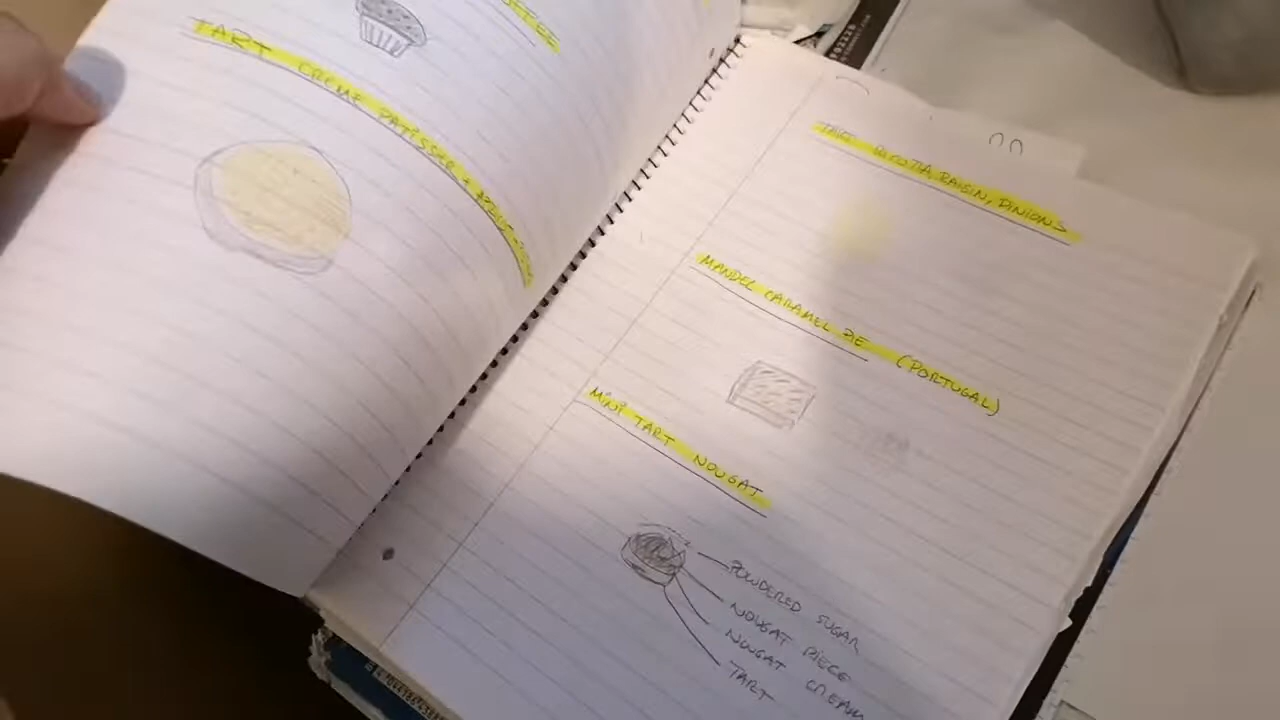 TART CREME PATISSER +
TART RICOTTA, RAISIN, PINIONS
MANDEL CARAMEL PIE (PORTUGAL)
MINI TART NOUGAT
POWDERED SUGAR
NOUGAT PIECE
NOUGAT CREAM
TART